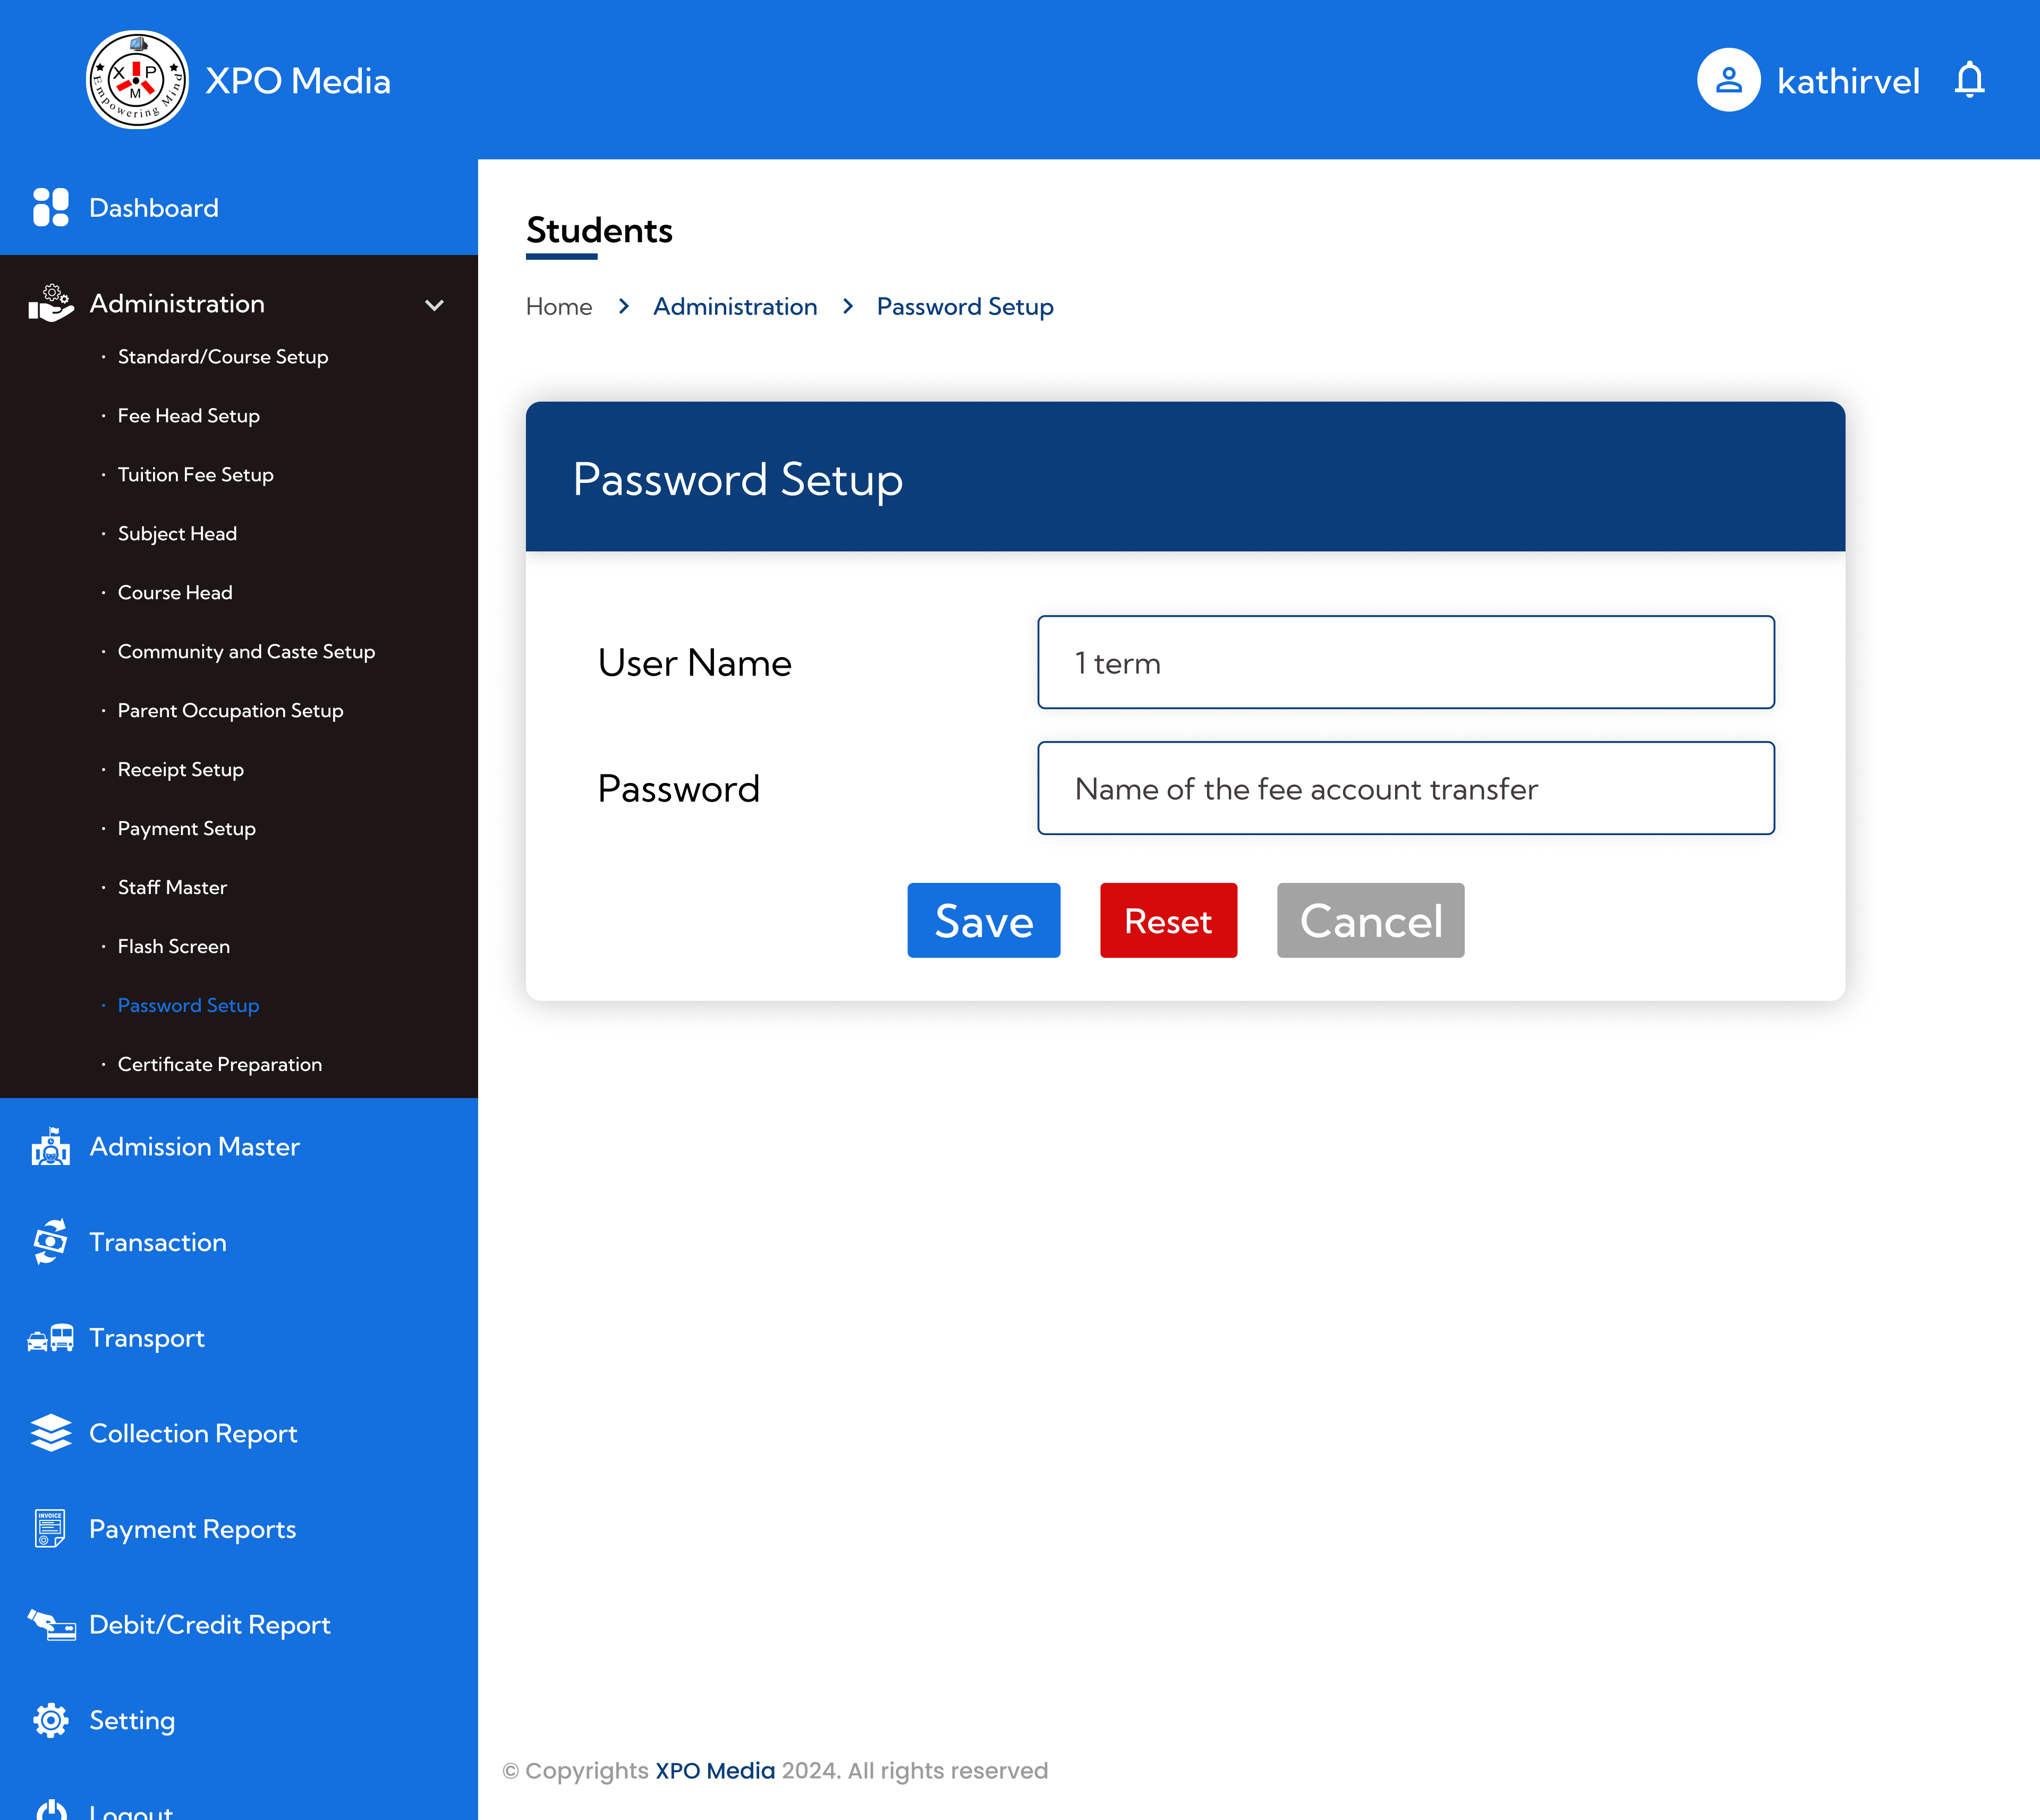 X P M
Empowering Mind
XPO Media
kathirvel
Dashboard
Administration
· Standard/Course Setup
· Fee Head Setup
· Tuition Fee Setup
· Subject Head
· Course Head
· Community and Caste Setup
· Parent Occupation Setup
· Receipt Setup
· Payment Setup
· Staff Master
· Flash Screen
· Password Setup
· Certificate Preparation
Admission Master
Transaction
Transport
Collection Report
INVOICE
Payment Reports
Debit/Credit Report
Setting
Logout
Students
Home > Administration > Password Setup
Password Setup
User Name
1 term
Password
Name of the fee account transfer
Save Reset Cancel
© Copyrights XPO Media 2024. All rights reserved